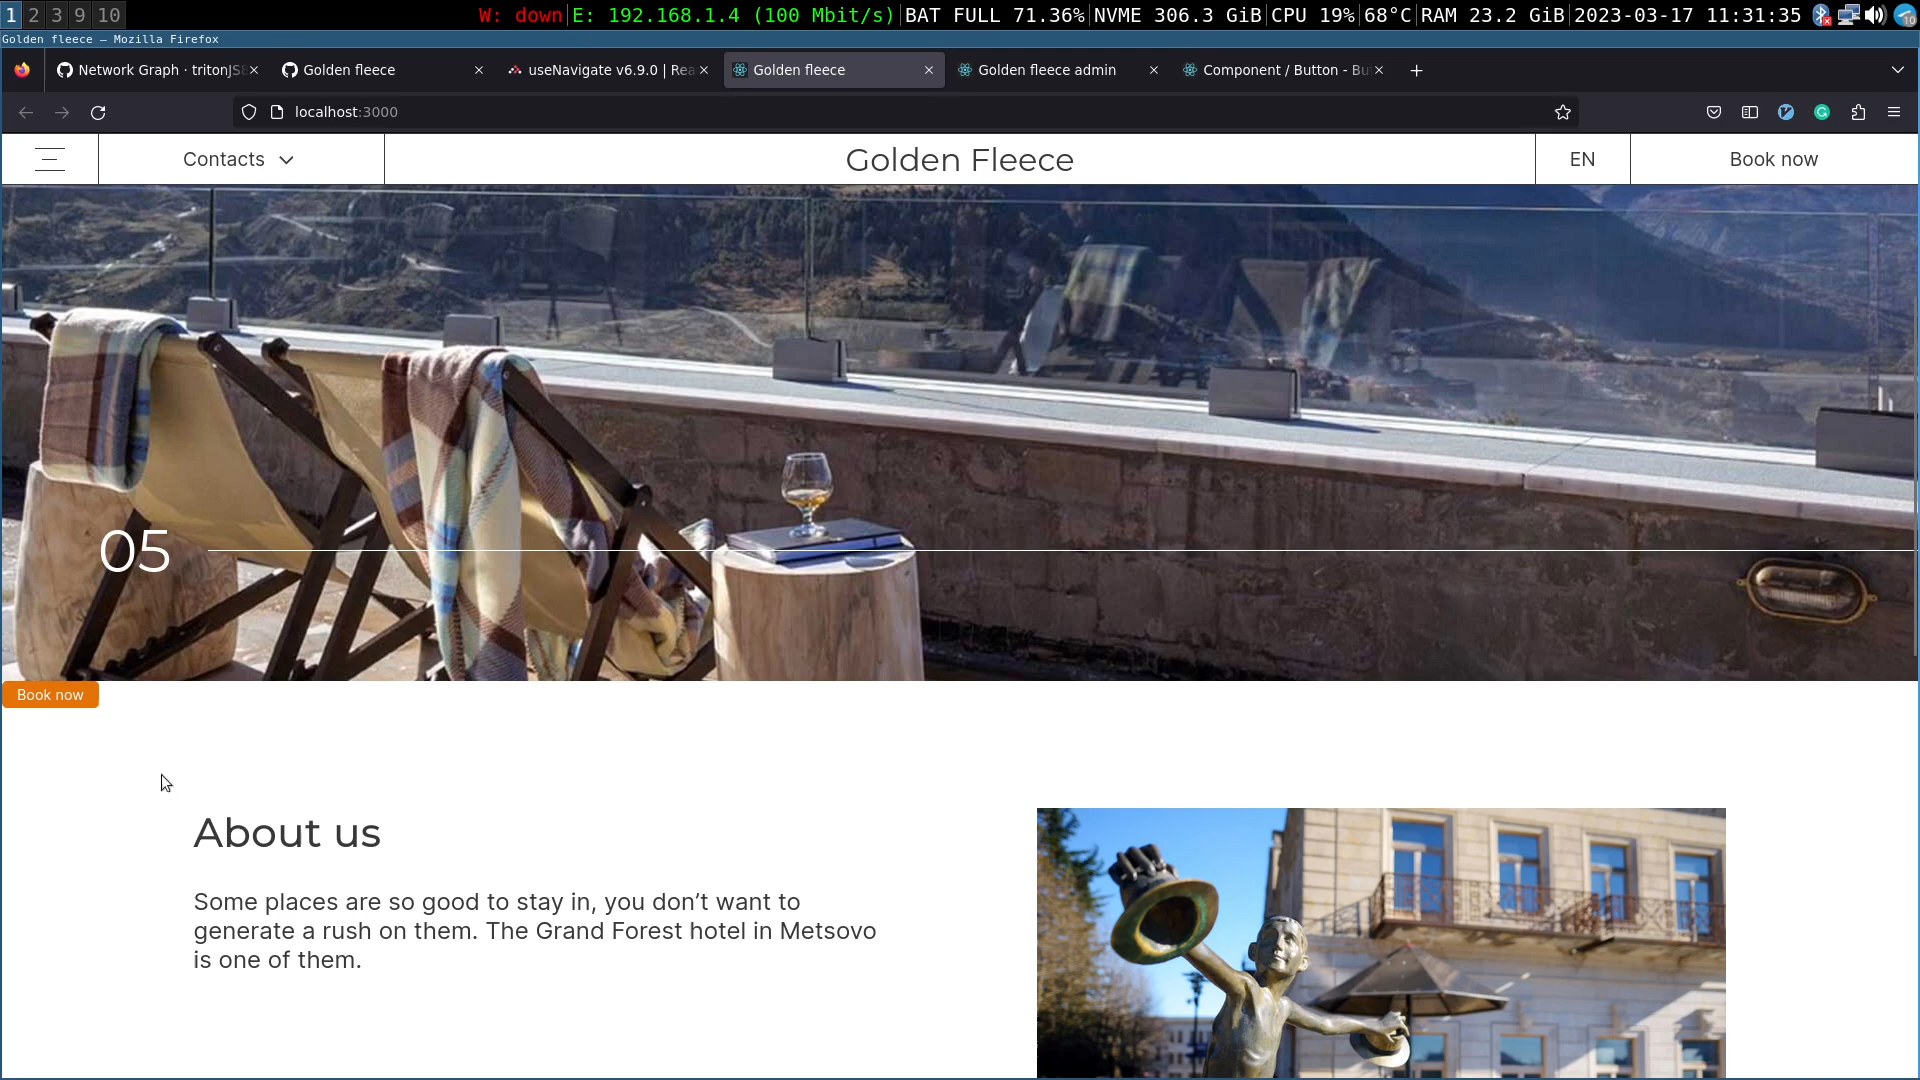 1 2 3 9 10 W: down E: 192.168.1.4 (100 Mbit/s) BAT FULL 71.36% NVME 306.3 GiB CPU 19% 68°C RAM 23.2 GiB 2023-03-17 11:31:35 10
Golden fleece — Mozilla Firefox
Network Graph · tritonJS8 Golden fleece useNavigate v6.9.0 | Rea Golden fleece Golden fleece admin Component / Button - Bu
localhost:3000
Contacts Golden Fleece EN Book now
05
Book now
About us
Some places are so good to stay in, you don’t want to
generate a rush on them. The Grand Forest hotel in Metsovo
is one of them.